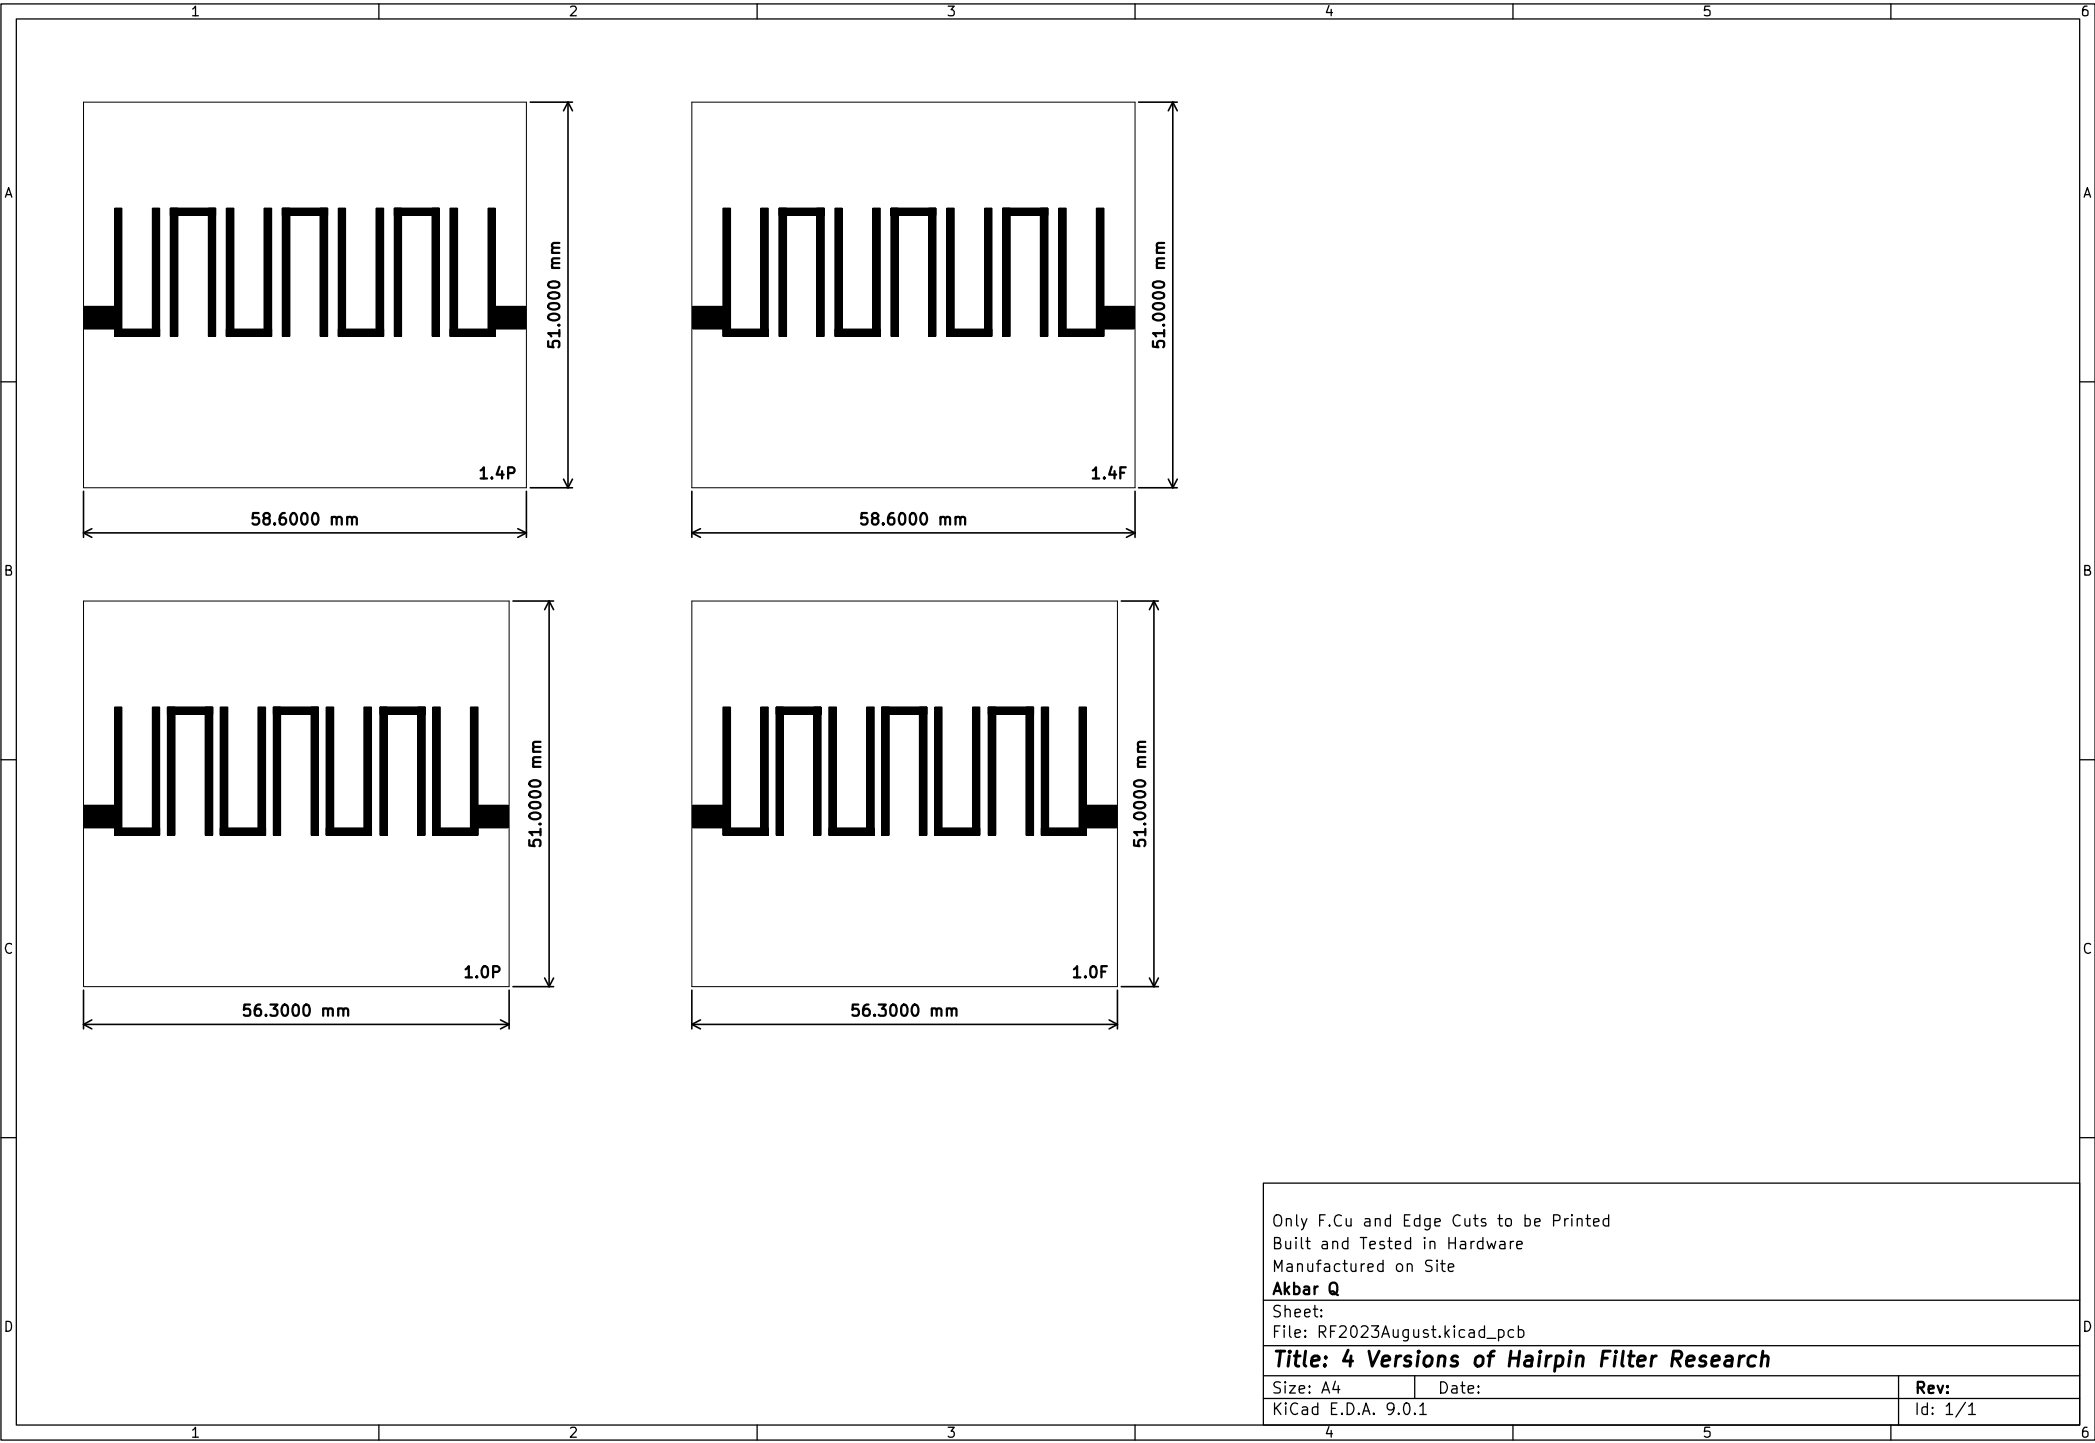 1 2 3 4 5 6
A A
51.0000 mm
51.0000 mm
1.4P
1.4F
58.6000 mm
58.6000 mm
B B
51.0000 mm
51.0000 mm
C C
1.0P
1.0F
56.3000 mm
56.3000 mm
Only F.Cu and Edge Cuts to be Printed
Built and Tested in Hardware
Manufactured on Site
Akbar Q
Sheet:
D D
File: RF2023August.kicad_pcb
Title: 4 Versions of Hairpin Filter Research
Size: A4 Date: Rev:
KiCad E.D.A. 9.0.1 Id: 1/1
1 2 3 4 5 6